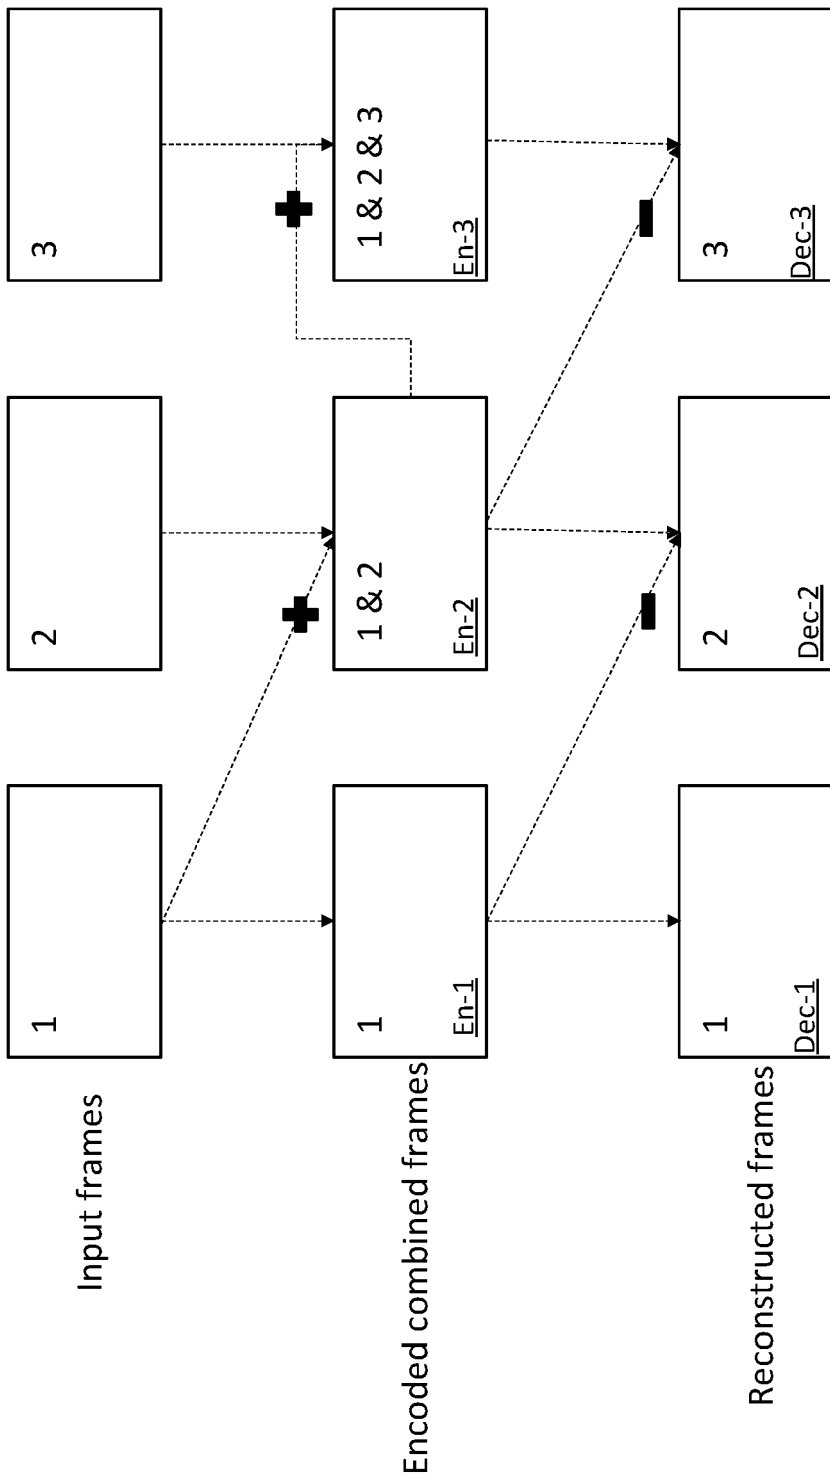 Input frames
1
2
3
Encoded combined frames
1
En-1
1 & 2
En-2
1 & 2 & 3
En-3
Reconstructed frames
1
Dec-1
2
Dec-2
3
Dec-3